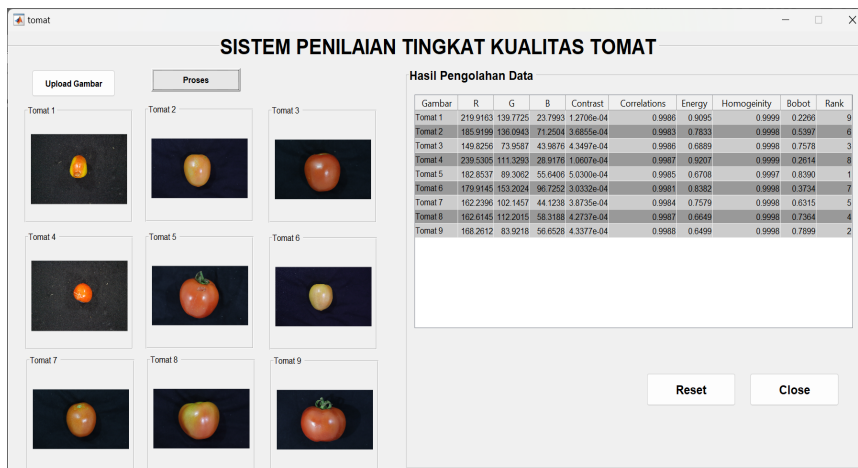 tomat
SISTEM PENILAIAN TINGKAT KUALITAS TOMAT
Upload Gambar
Proses
Tomat 1
Tomat 2
Tomat 3
Tomat 4
Tomat 5
Tomat 6
Tomat 7
Tomat 8
Tomat 9
Hasil Pengolahan Data
Gambar R G B Contrast Correlations Energy Homogeinity Bobot Rank
Tomat 1 219.9163 139.7725 23.7993 1.2706e-04 0.9986 0.9095 0.9999 0.2266 9
Tomat 2 185.9199 136.0943 71.2504 3.6855e-04 0.9983 0.7833 0.9998 0.5397 6
Tomat 3 149.8256 73.9587 43.9876 4.3497e-04 0.9986 0.6889 0.9998 0.7578 3
Tomat 4 239.5305 111.3293 28.9176 1.0607e-04 0.9987 0.9207 0.9999 0.2614 8
Tomat 5 182.8537 89.3062 55.6406 5.0300e-04 0.9985 0.6708 0.9997 0.8390 1
Tomat 6 179.9145 153.2024 96.7252 3.0332e-04 0.9981 0.8382 0.9998 0.3734 7
Tomat 7 162.2396 102.1457 44.1238 3.8735e-04 0.9984 0.7579 0.9998 0.6315 5
Tomat 8 162.6145 112.2015 58.3188 4.2737e-04 0.9987 0.6649 0.9998 0.7364 4
Tomat 9 168.2612 83.9218 56.6528 4.3377e-04 0.9988 0.6499 0.9998 0.7899 2
Reset
Close